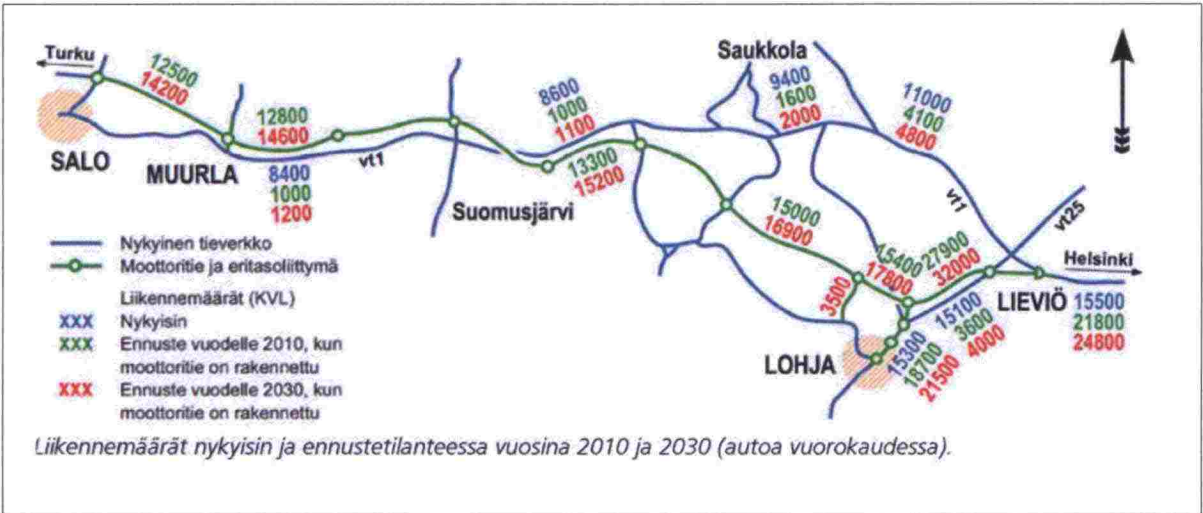 Turku
12500
14200
SALO
MUURLA
12800
14600
8400
1000
1200
vt1
Suomusjärvi
8600
1000
1100
13300
15200
Saukkola
9400
1600
2000
11000
4100
4800
15000
16900
vt1
vt25
Helsinki
3500
15400
17800
27900
32000
LIEVIÖ
15500
21800
24800
15100
3600
4000
LOHJA
15300
18700
21500
Nykyinen tieverkko
Moottoritie ja eritasoliittymä
Liikennemäärät (KVL)
XXX Nykyisin
XXX Ennuste vuodelle 2010, kun
moottoritie on rakennettu
XXX Ennuste vuodelle 2030, kun
moottoritie on rakennettu
Liikennemäärät nykyisin ja ennustetilanteessa vuosina 2010 ja 2030 (autoa vuorokaudessa).